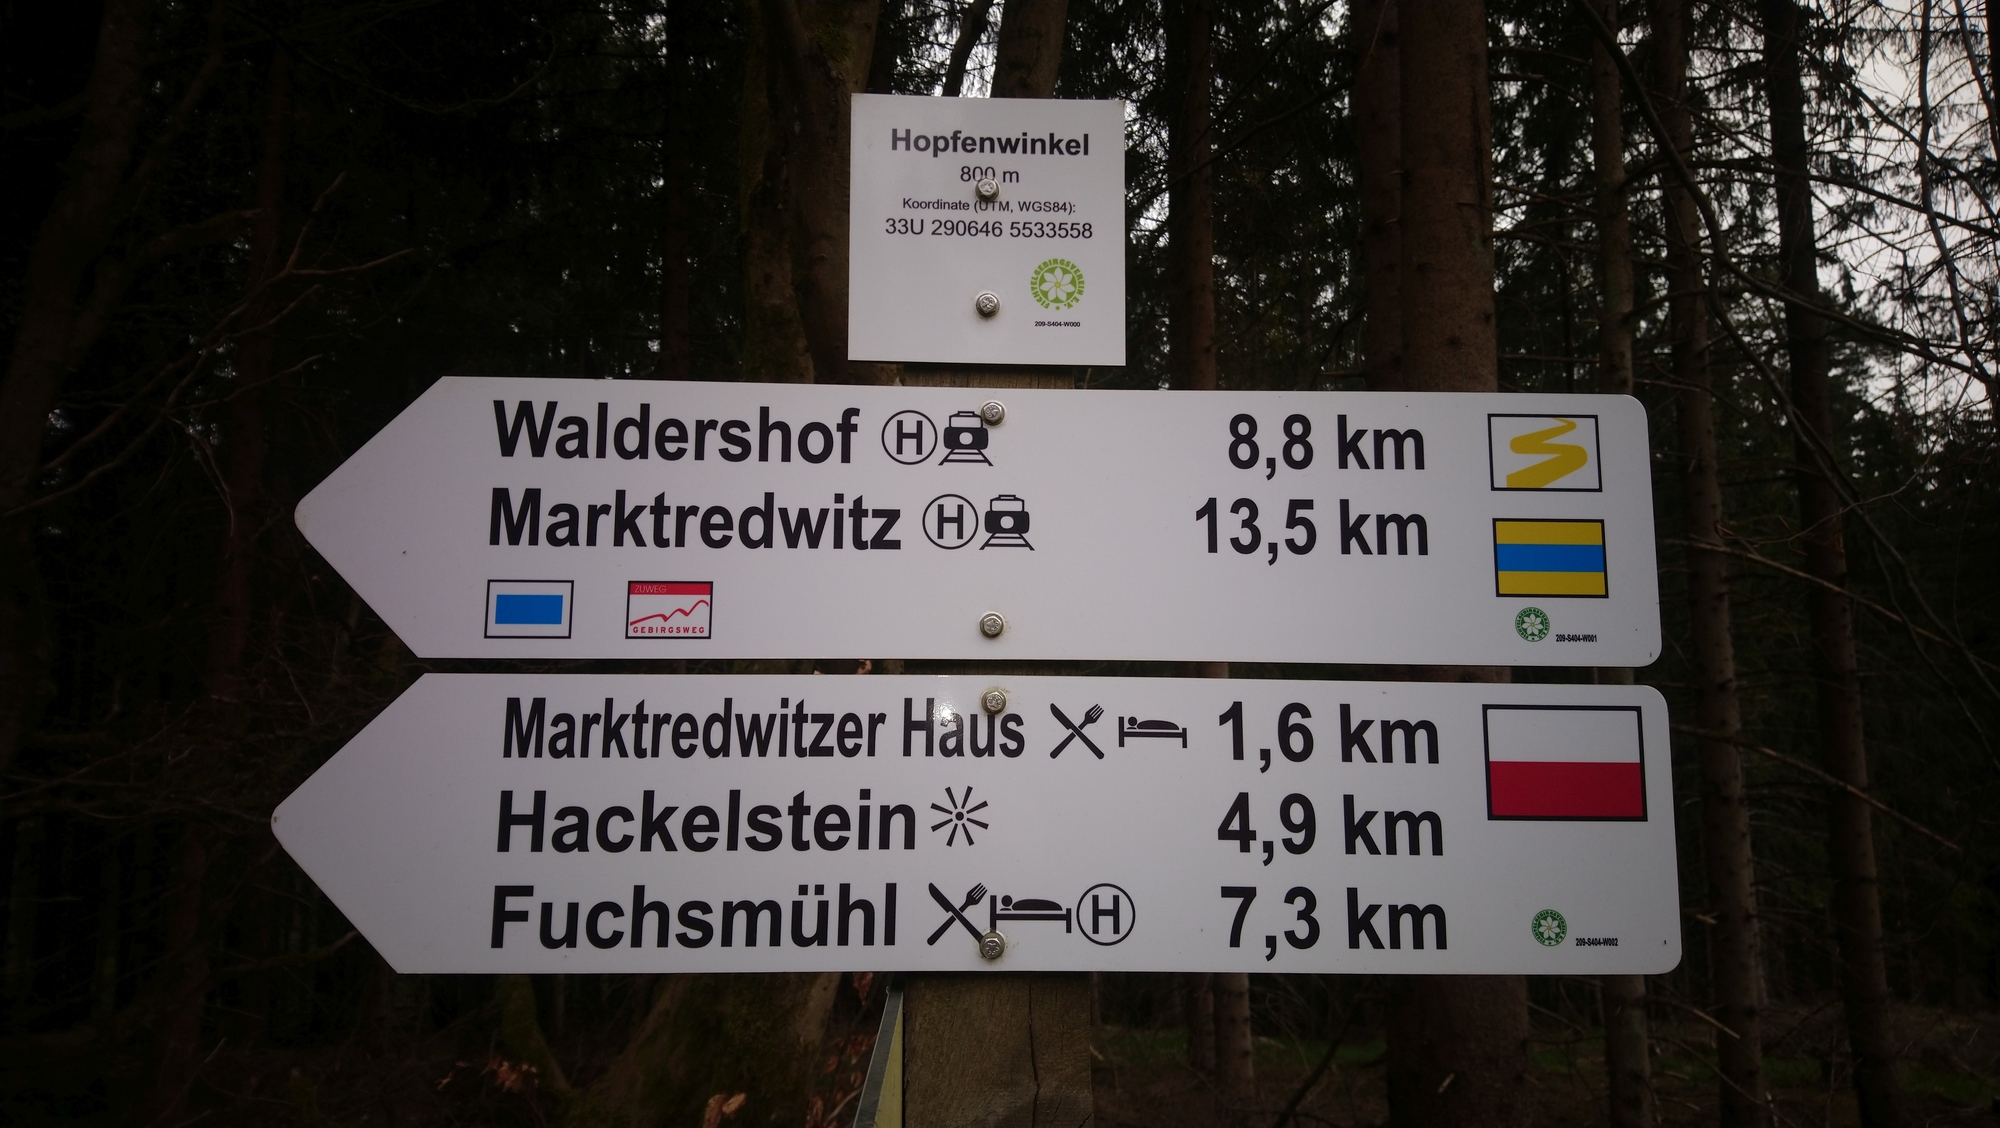 Hopfenwinkel
800 m
Koordinate (UTM, WGS84):
33U 290646 5533558
FICHTELGEBIRGSVEREIN E.V.
209-S404-W000
Waldershof H 8,8 km
Marktredwitz H 13,5 km
ZUWEG
GEBIRGSWEG
209-S404-W001
Marktredwitzer Haus 1,6 km
Hackelstein 4,9 km
Fuchsmühl H 7,3 km
209-S404-W002